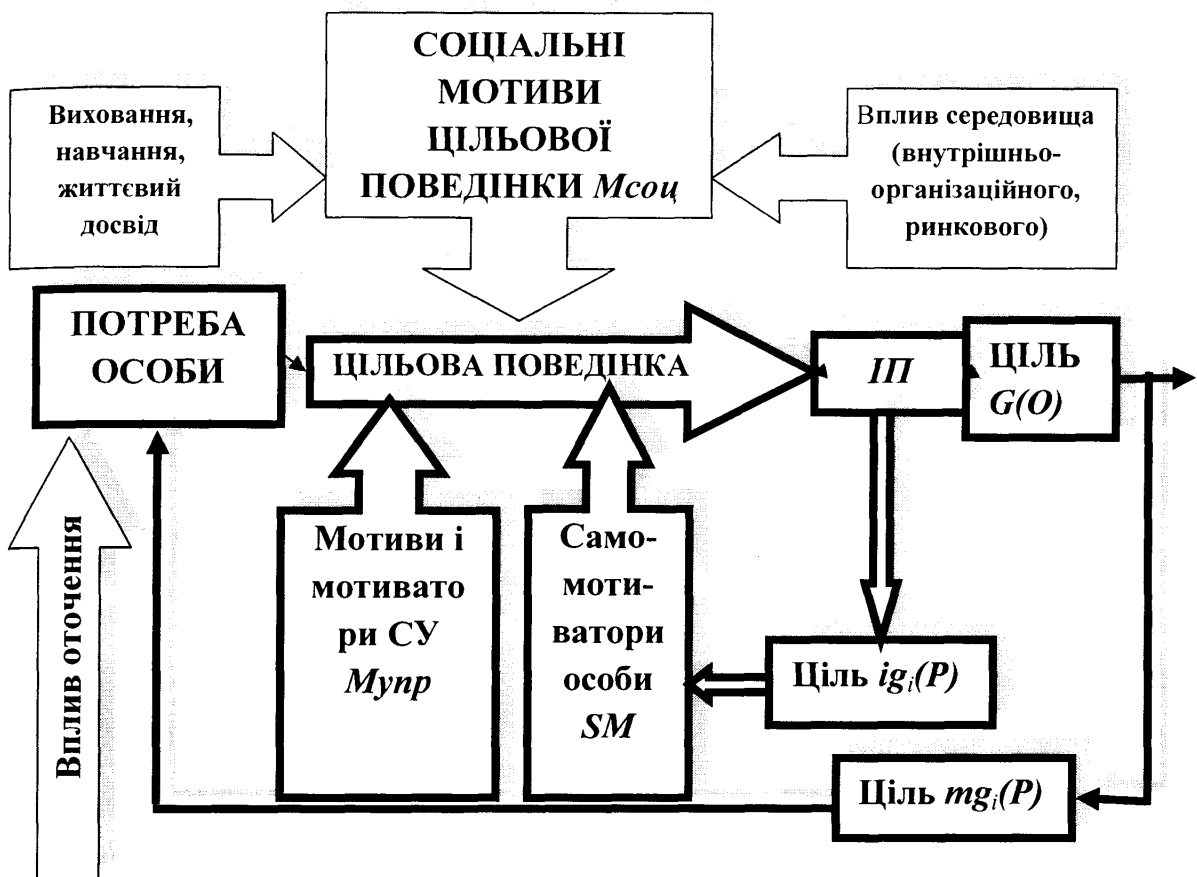 СОЦІАЛЬНІ
МОТИВИ
ЦІЛЬОВОЇ
ПОВЕДІНКИ Мсоц
Виховання,
навчання,
життєвий
досвід
Вплив середовища
(внутрішньо-
організаційного,
ринкового)
ПОТРЕБА
ОСОБИ
ЦІЛЬОВА ПОВЕДІНКА
ІП
ЦІЛЬ
G(O)
Вплив оточення
Мотиви і
мотивато
ри СУ
Мупр
Само-
моти-
ватори
особи
SM
Ціль igᵢ(P)
Ціль mgᵢ(P)